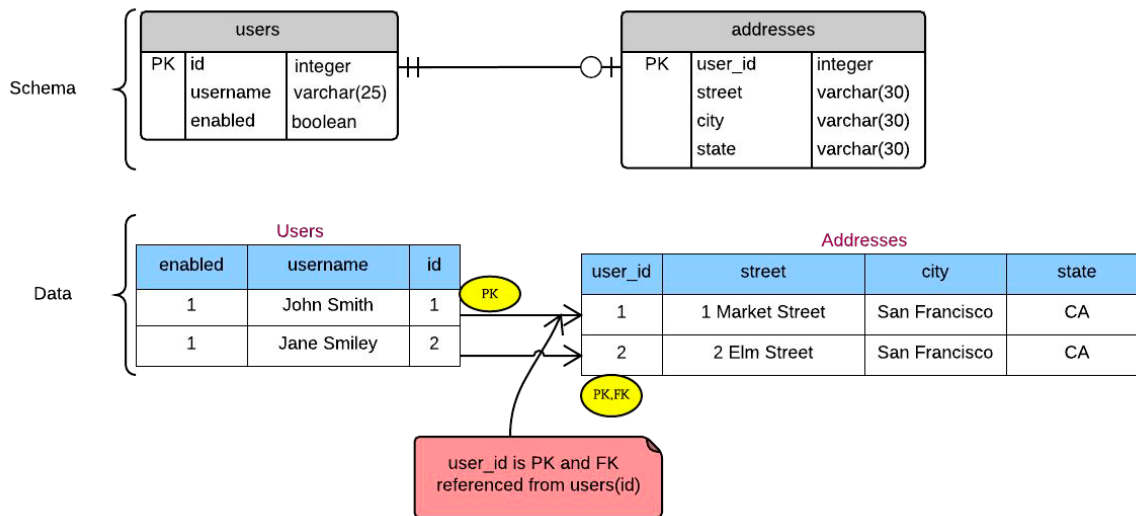 users
PK id integer
username varchar(25)
enabled boolean
addresses
PK user_id integer
street varchar(30)
city varchar(30)
state varchar(30)
Schema
Data
Users
enabled username id
1 John Smith 1
1 Jane Smiley 2
PK
Addresses
user_id street city state
1 1 Market Street San Francisco CA
2 2 Elm Street San Francisco CA
PK,FK
user_id is PK and FK
referenced from users(id)